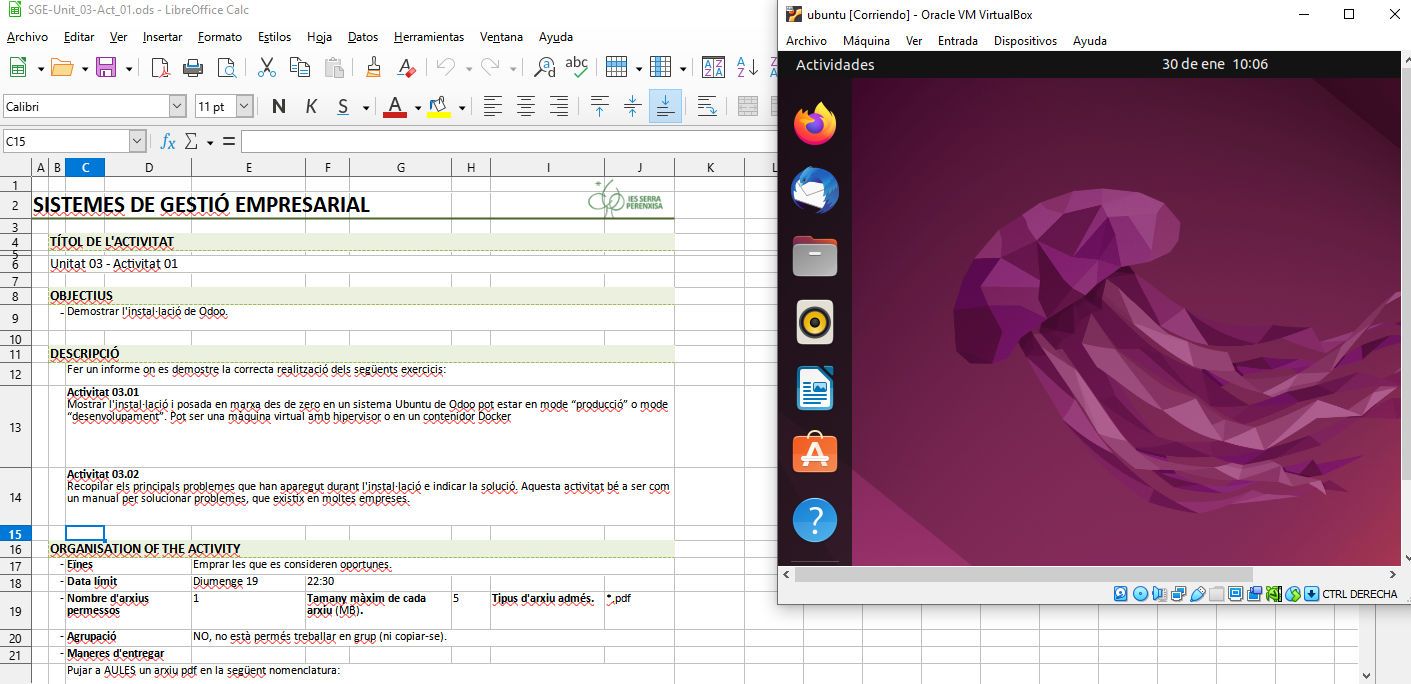 SGE-Unit_03-Act_01.ods - LibreOffice Calc
Archivo Editar Ver Insertar Formato Estilos Hoja Datos Herramientas Ventana Ayuda
Calibri 11 pt N K S A
C15 fx Σ =
A B C D E F G H I J K L
1
2 SISTEMES DE GESTIÓ EMPRESARIAL IES SERRA PERENXISA
3
4 TÍTOL DE L'ACTIVITAT
5
6 Unitat 03 - Activitat 01
7
8 OBJECTIUS
9 - Demostrar l'instal·lació de Odoo.
10
11 DESCRIPCIÓ
12 Fer un informe on es demostre la correcta realització dels següents exercicis:
13 Activitat 03.01
Mostrar l'instal·lació i posada en marxa des de zero en un sistema Ubuntu de Odoo pot estar en mode “producció” o mode
“desenvolupament”. Pot ser una màquina virtual amb hipervisor o en un contenidor Docker
14 Activitat 03.02
Recopilar els principals problemes que han aparegut durant l'instal·lació e indicar la solució. Aquesta activitat bé a ser com
un manual per solucionar problemes, que existix en moltes empreses.
15
16 ORGANISATION OF THE ACTIVITY
17 - Eines Emprar les que es consideren oportunes.
18 - Data límit Diumenge 19 22:30
19 - Nombre d'arxius permessos 1 Tamany màxim de cada arxiu (MB). 5 Tipus d'arxiu admés. *.pdf
20 - Agrupació NO, no està permés treballar en grup (ni copiar-se).
21 - Maneres d'entregar
Pujar a AULES un arxiu pdf en la següent nomenclatura:
ubuntu [Corriendo] - Oracle VM VirtualBox
Archivo Máquina Ver Entrada Dispositivos Ayuda
Actividades 30 de ene 10:06
CTRL DERECHA